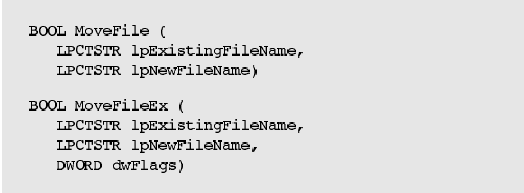 BOOL MoveFile (
LPCTSTR lpExistingFileName,
LPCTSTR lpNewFileName)
BOOL MoveFileEx (
LPCTSTR lpExistingFileName,
LPCTSTR lpNewFileName,
DWORD dwFlags)